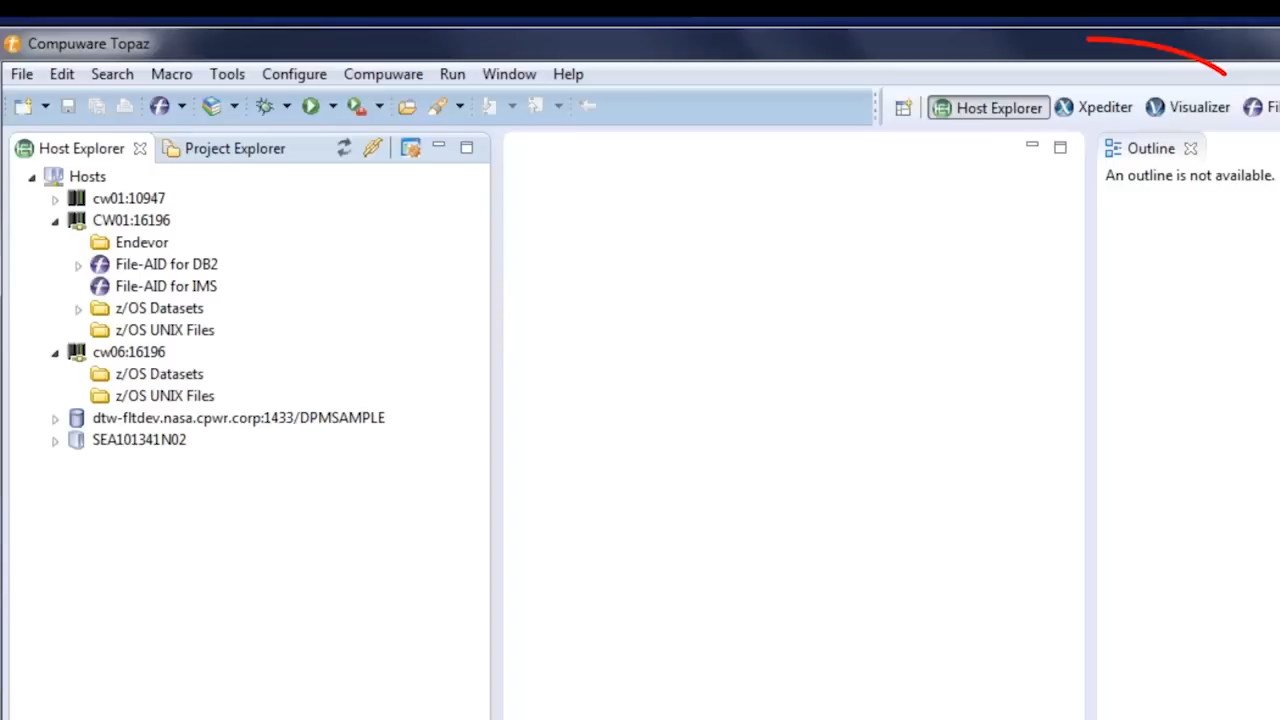 Compuware Topaz
File Edit Search Macro Tools Configure Compuware Run Window Help
Host Explorer Xpediter Visualizer Fi
Host Explorer Project Explorer
Outline
An outline is not available.
Hosts
cw01:10947
CW01:16196
Endevor
File-AID for DB2
File-AID for IMS
z/OS Datasets
z/OS UNIX Files
cw06:16196
z/OS Datasets
z/OS UNIX Files
dtw-fltdev.nasa.cpwr.corp:1433/DPMSAMPLE
SEA101341N02